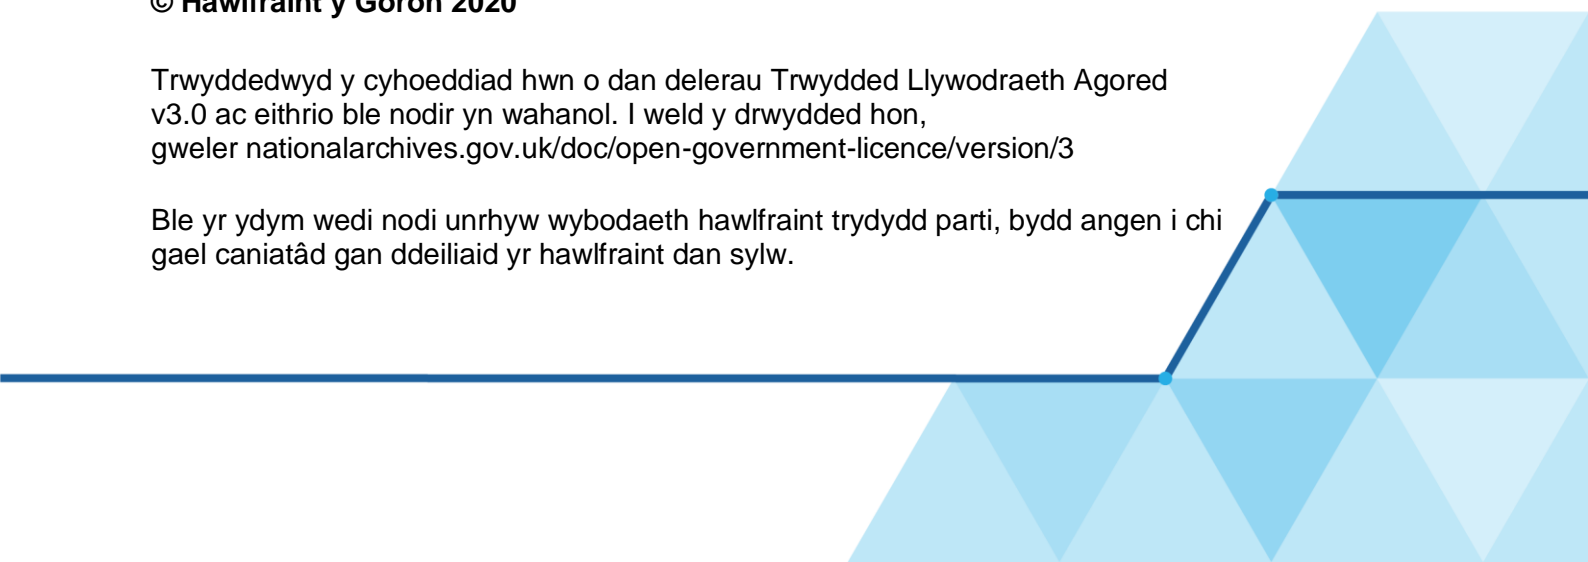 © Hawlfraint y Goron 2020
Trwyddedwyd y cyhoeddiad hwn o dan delerau Trwydded Llywodraeth Agored
v3.0 ac eithrio ble nodir yn wahanol. I weld y drwydded hon,
gweler nationalarchives.gov.uk/doc/open-government-licence/version/3
Ble yr ydym wedi nodi unrhyw wybodaeth hawlfraint trydydd parti, bydd angen i chi
gael caniatâd gan ddeiliaid yr hawlfraint dan sylw.